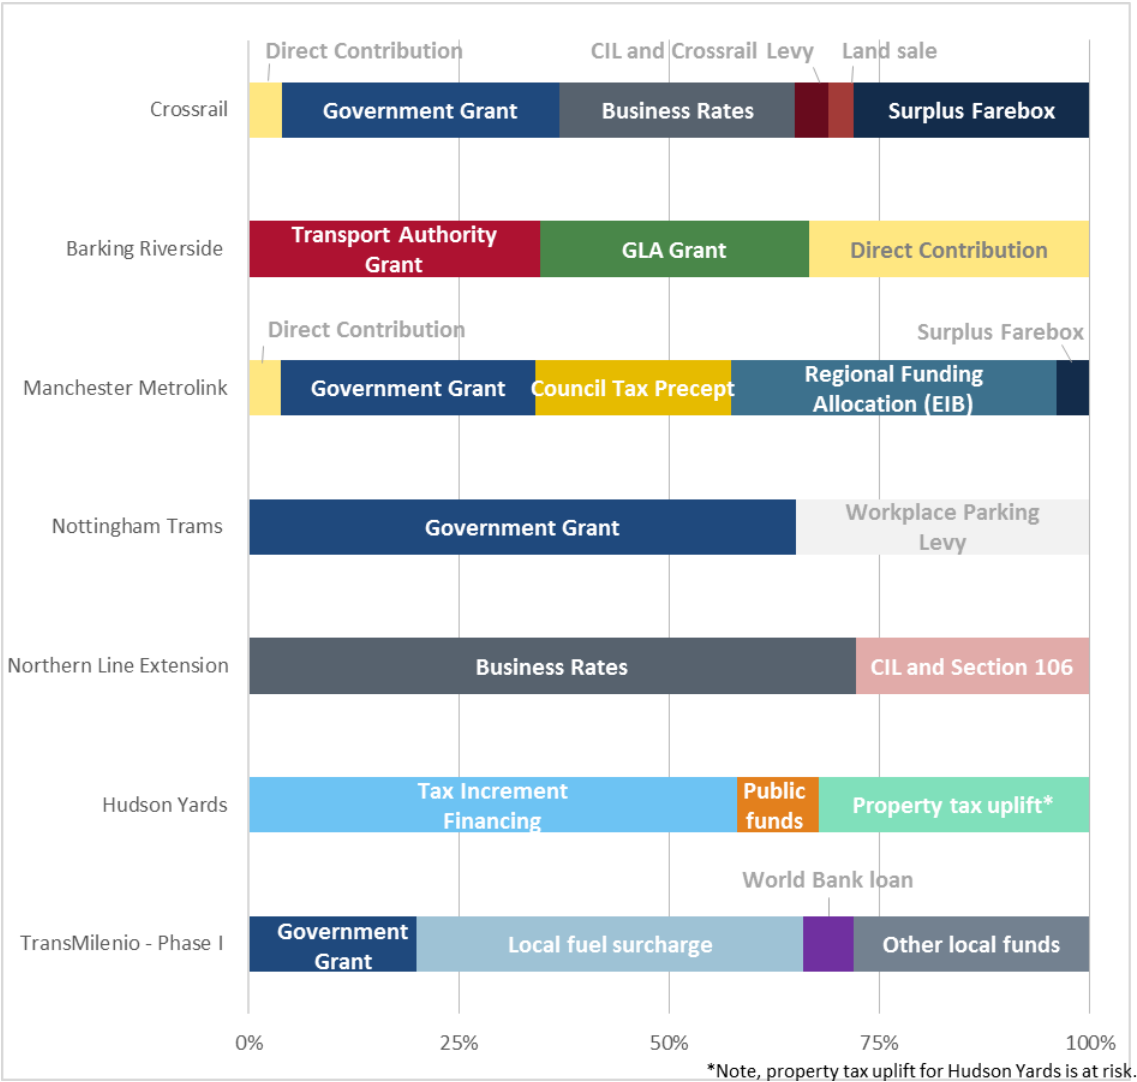 Direct Contribution
CIL and Crossrail Levy
Land sale
Crossrail
Government Grant
Business Rates
Surplus Farebox
Barking Riverside
Transport Authority
Grant
GLA Grant
Direct Contribution
Direct Contribution
Surplus Farebox
Manchester Metrolink
Government Grant
Council Tax Precept
Regional Funding
Allocation (EIB)
Nottingham Trams
Government Grant
Workplace Parking
Levy
Northern Line Extension
Business Rates
CIL and Section 106
Hudson Yards
Tax Increment
Financing
Public
funds
Property tax uplift*
World Bank loan
TransMilenio - Phase I
Government
Grant
Local fuel surcharge
Other local funds
0%
25%
50%
75%
100%
*Note, property tax uplift for Hudson Yards is at risk.